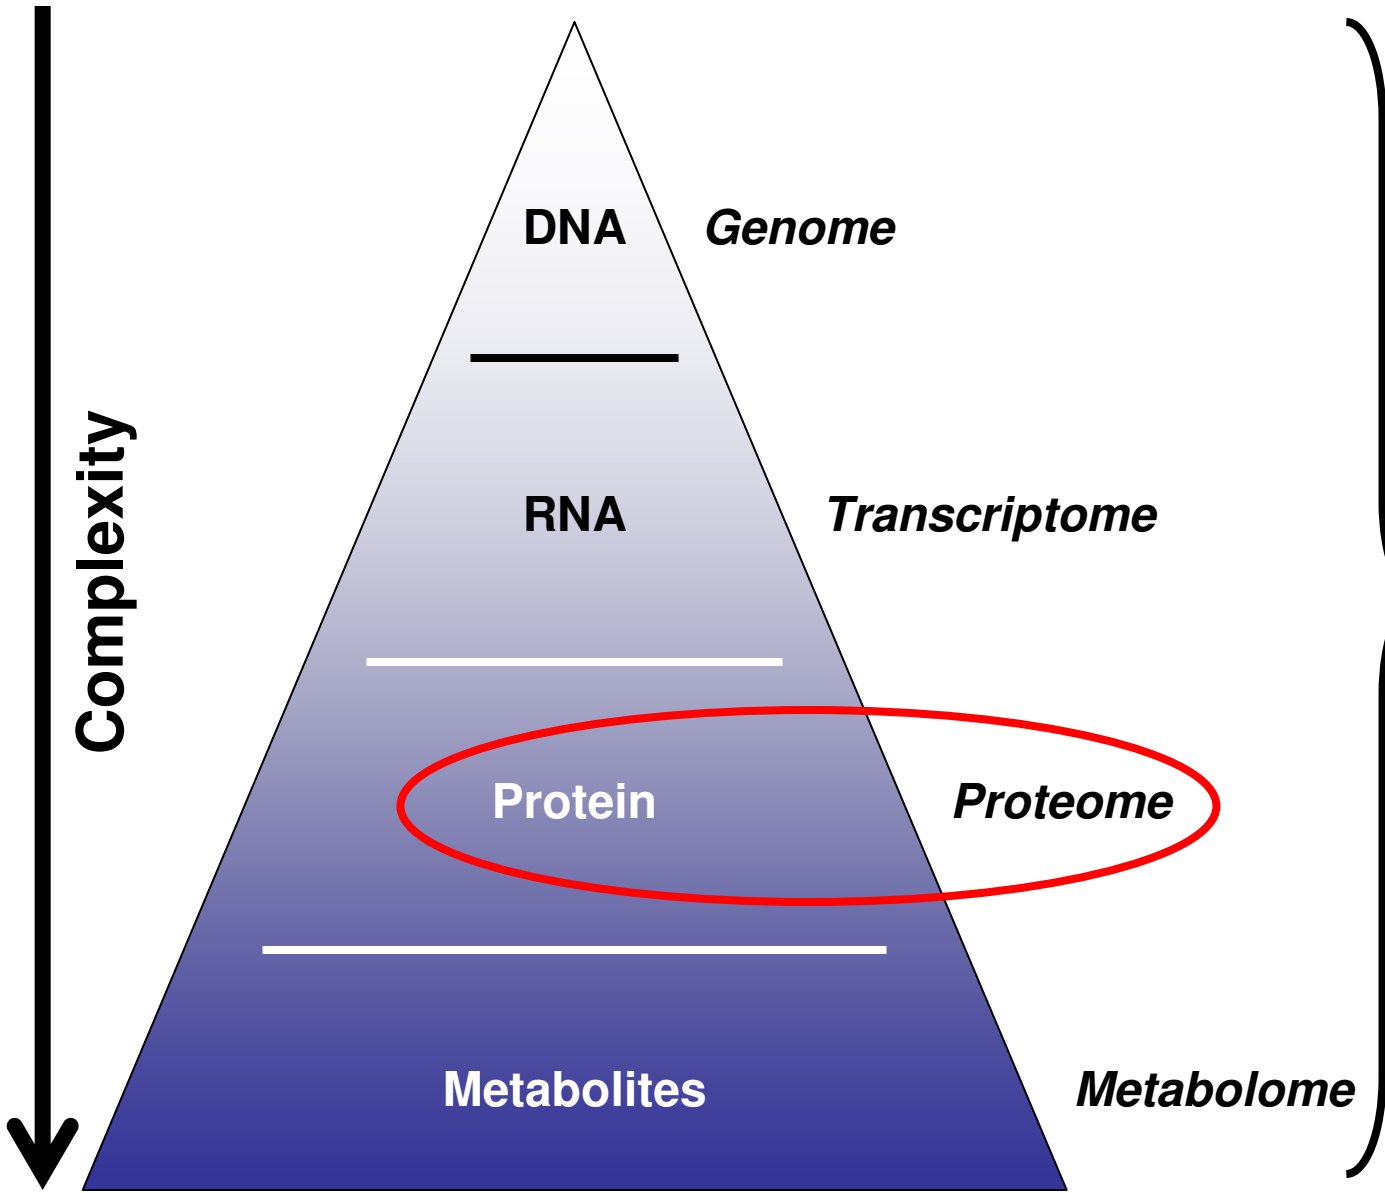 DNA Genome
Complexity
RNA Transcriptome
Protein Proteome
Metabolites Metabolome